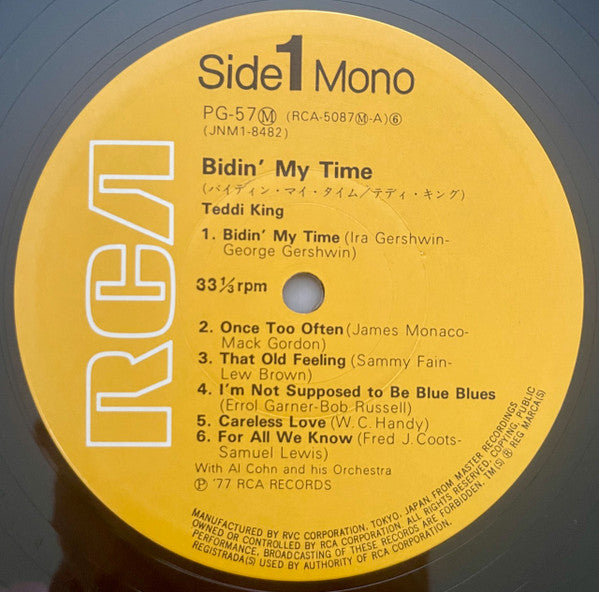 Side 1 Mono
PG-57Ⓜ (RCA-5087Ⓜ-A)⑥
(JNM1-8482)
RCA
Bidin' My Time
(バイディン・マイ・タイム/テディ・キング)
Teddi King
1. Bidin' My Time (Ira Gershwin-
George Gershwin)
33⅓ rpm
2. Once Too Often (James Monaco-
Mack Gordon)
3. That Old Feeling (Sammy Fain-
Lew Brown)
4. I'm Not Supposed to Be Blue Blues
(Errol Garner-Bob Russell)
5. Careless Love (W.C. Handy)
6. For All We Know (Fred J. Coots-
Samuel Lewis)
With Al Cohn and his Orchestra
Ⓟ '77 RCA RECORDS
MANUFACTURED BY RVC CORPORATION, TOKYO, JAPAN, FROM MASTER RECORDINGS
OWNED OR CONTROLLED BY RCA CORPORATION. ALL RIGHTS RESERVED, COPYING, PUBLIC
PERFORMANCE, BROADCASTING OF THESE RECORDS ARE FORBIDDEN. TM(S) ® REG MARCA(S)
REGISTRADA(S) USED BY AUTHORITY OF RCA CORPORATION.